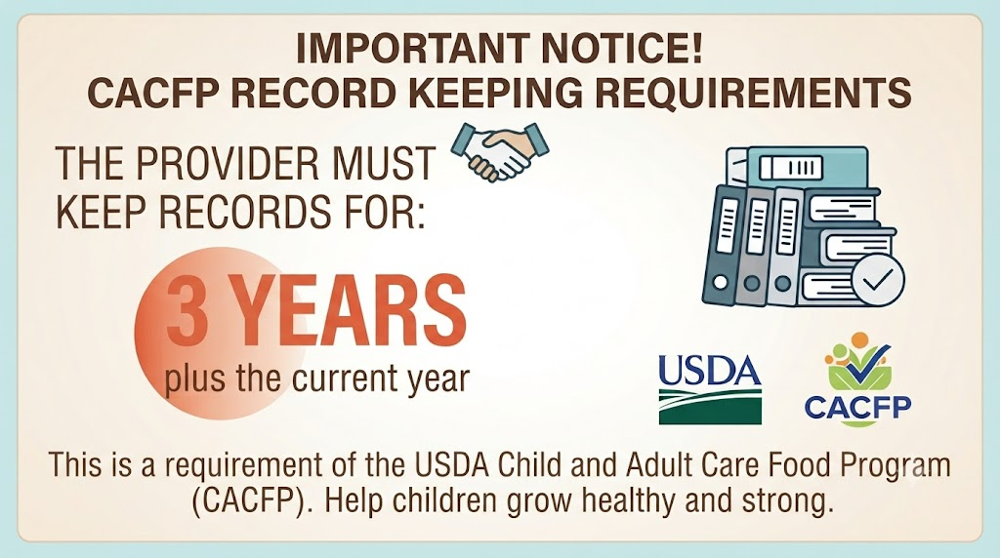 IMPORTANT NOTICE!
CACFP RECORD KEEPING REQUIREMENTS
THE PROVIDER MUST
KEEP RECORDS FOR:
3 YEARS
plus the current year
USDA
CACFP
This is a requirement of the USDA Child and Adult Care Food Program
(CACFP). Help children grow healthy and strong.